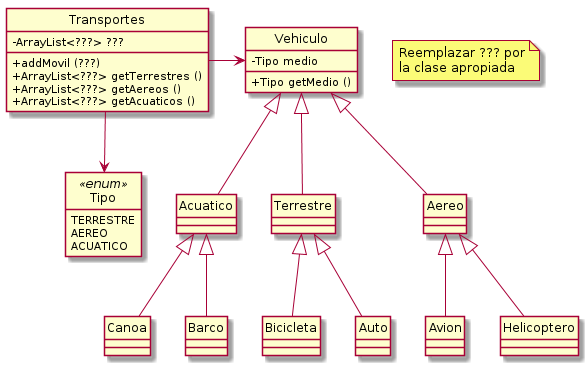 Transportes
-ArrayList<???> ???
+addMovil (???)
+ArrayList<???> getTerrestres ()
+ArrayList<???> getAereos ()
+ArrayList<???> getAcuaticos ()
Vehiculo
-Tipo medio
+Tipo getMedio ()
Reemplazar ??? por
la clase apropiada
«enum»
Tipo
TERRESTRE
AEREO
ACUATICO
Acuatico
Terrestre
Aereo
Canoa
Barco
Bicicleta
Auto
Avion
Helicoptero